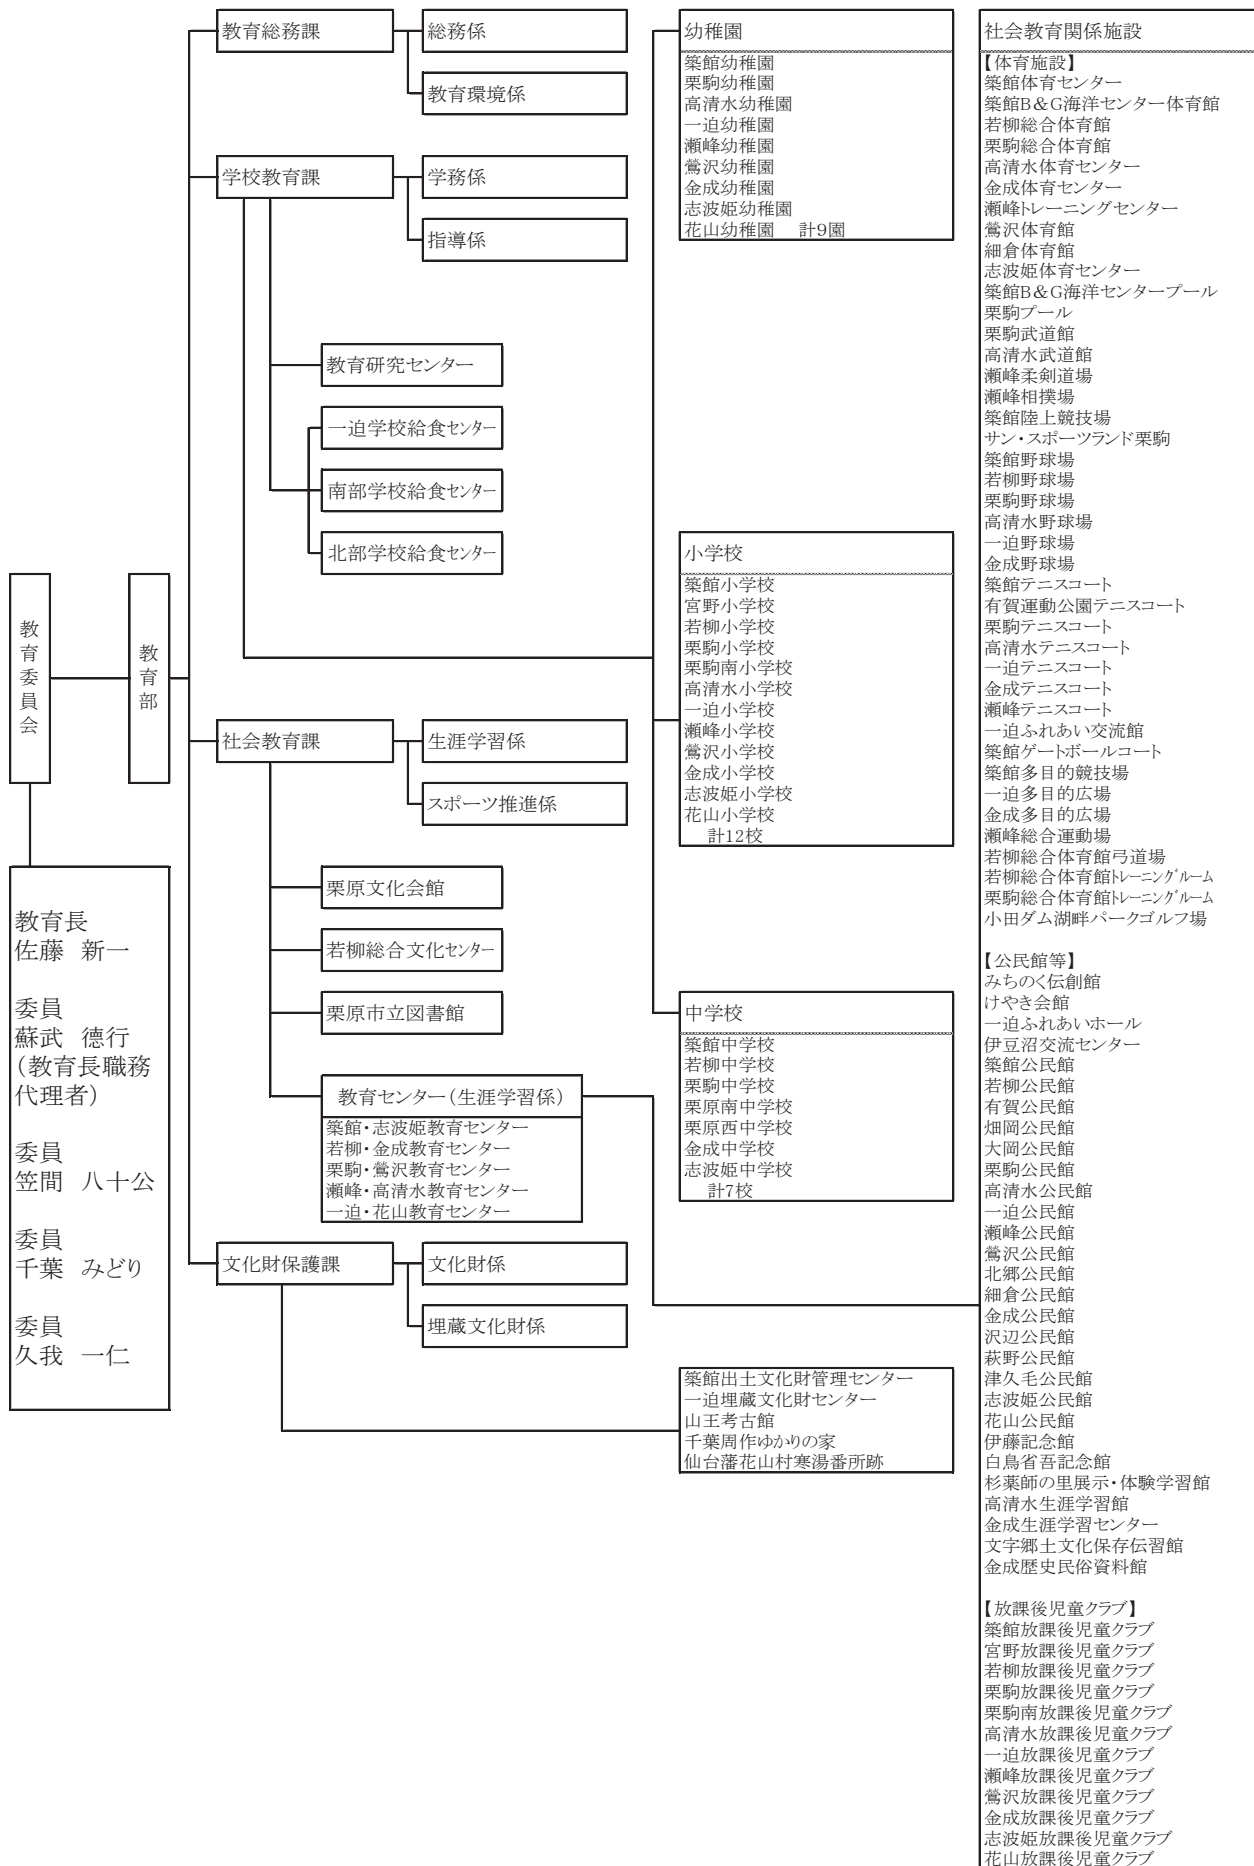 教育委員会
教育部
教育長
佐藤　新一
委員
蘇武　德行
(教育長職務
代理者)
委員
笠間　八十公
委員
千葉　みどり
委員
久我　一仁
教育総務課
総務係
教育環境係
学校教育課
学務係
指導係
教育研究センター
一迫学校給食センター
南部学校給食センター
北部学校給食センター
社会教育課
生涯学習係
スポーツ推進係
栗原文化会館
若柳総合文化センター
栗原市立図書館
教育センター(生涯学習係)
築館・志波姫教育センター
若柳・金成教育センター
栗駒・鶯沢教育センター
瀬峰・高清水教育センター
一迫・花山教育センター
文化財保護課
文化財係
埋蔵文化財係
幼稚園
築館幼稚園
栗駒幼稚園
高清水幼稚園
一迫幼稚園
瀬峰幼稚園
鶯沢幼稚園
金成幼稚園
志波姫幼稚園
花山幼稚園　計9園
小学校
築館小学校
宮野小学校
若柳小学校
栗駒小学校
栗駒南小学校
高清水小学校
一迫小学校
瀬峰小学校
鶯沢小学校
金成小学校
志波姫小学校
花山小学校
計12校
中学校
築館中学校
若柳中学校
栗駒中学校
栗原南中学校
栗原西中学校
金成中学校
志波姫中学校
計7校
築館出土文化財管理センター
一迫埋蔵文化財センター
山王考古館
千葉周作ゆかりの家
仙台藩花山村寒湯番所跡
社会教育関係施設
【体育施設】
築館体育センター
築館B&G海洋センター体育館
若柳総合体育館
栗駒総合体育館
高清水体育センター
金成体育センター
瀬峰トレーニングセンター
鶯沢体育館
細倉体育館
志波姫体育センター
築館B&G海洋センタープール
栗駒プール
栗駒武道館
高清水武道館
瀬峰柔剣道場
瀬峰相撲場
築館陸上競技場
サン・スポーツランド栗駒
築館野球場
若柳野球場
栗駒野球場
高清水野球場
一迫野球場
金成野球場
築館テニスコート
有賀運動公園テニスコート
栗駒テニスコート
高清水テニスコート
一迫テニスコート
金成テニスコート
瀬峰テニスコート
一迫ふれあい交流館
築館ゲートボールコート
築館多目的競技場
一迫多目的広場
金成多目的広場
瀬峰総合運動場
若柳総合体育館弓道場
若柳総合体育館トレーニングルーム
栗駒総合体育館トレーニングルーム
小田ダム湖畔パークゴルフ場
【公民館等】
みちのく伝創館
けやき会館
一迫ふれあいホール
伊豆沼交流センター
築館公民館
若柳公民館
有賀公民館
畑岡公民館
大岡公民館
栗駒公民館
高清水公民館
一迫公民館
瀬峰公民館
鶯沢公民館
北郷公民館
細倉公民館
金成公民館
沢辺公民館
萩野公民館
津久毛公民館
志波姫公民館
花山公民館
伊藤記念館
白鳥省吾記念館
杉薬師の里展示・体験学習館
高清水生涯学習館
金成生涯学習センター
文字郷土文化保存伝習館
金成歴史民俗資料館
【放課後児童クラブ】
築館放課後児童クラブ
宮野放課後児童クラブ
若柳放課後児童クラブ
栗駒放課後児童クラブ
栗駒南放課後児童クラブ
高清水放課後児童クラブ
一迫放課後児童クラブ
瀬峰放課後児童クラブ
鶯沢放課後児童クラブ
金成放課後児童クラブ
志波姫放課後児童クラブ
花山放課後児童クラブ